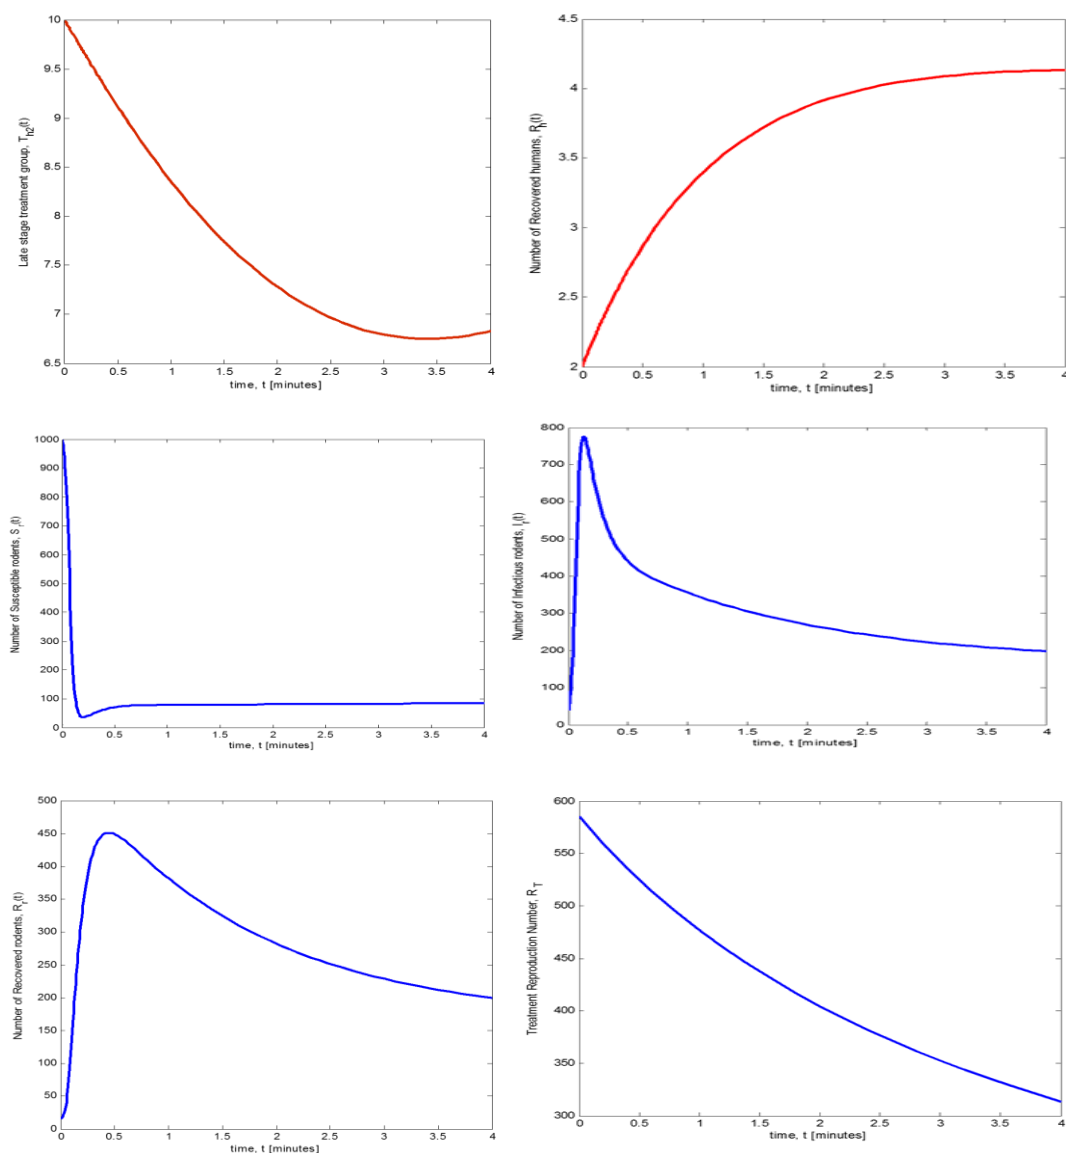 10
9.5
9
8.5
8
7.5
7
6.5
0 0.5 1 1.5 2 2.5 3 3.5 4
time, t [minutes]
Late stage treatment group, T_h2(t)
4.5
4
3.5
3
2.5
2
0 0.5 1 1.5 2 2.5 3 3.5 4
time, t [minutes]
Number of Recovered humans, R_h(t)
1000
900
800
700
600
500
400
300
200
100
0
0 0.5 1 1.5 2 2.5 3 3.5 4
time, t [minutes]
Number of Susceptible rodents, S_r(t)
800
700
600
500
400
300
200
100
0
0 0.5 1 1.5 2 2.5 3 3.5 4
time, t [minutes]
Number of Infectious rodents, I_r(t)
500
450
400
350
300
250
200
150
100
50
0
0 0.5 1 1.5 2 2.5 3 3.5 4
time, t [minutes]
Number of Recovered rodents, R_r(t)
600
550
500
450
400
350
300
0 0.5 1 1.5 2 2.5 3 3.5 4
time, t [minutes]
Treatment Reproduction Number, R_T